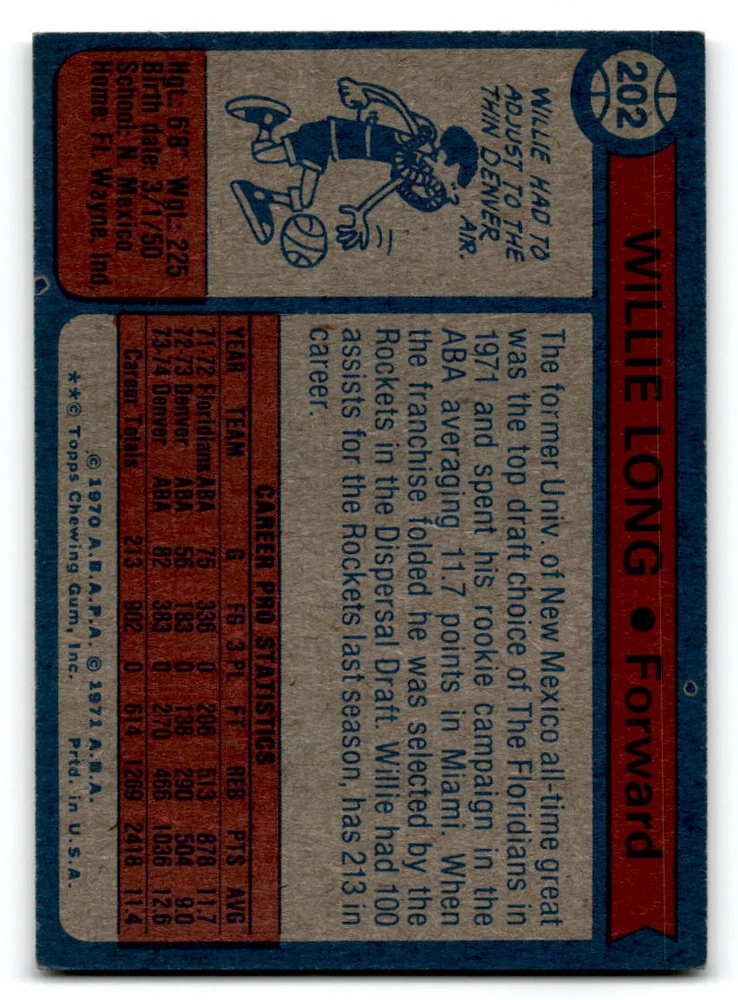 202
WILLIE LONG • Forward
WILLIE HAD TO
ADJUST TO THE
THIN DENVER
AIR.
Hgt.: 6'8" Wgt.: 225
Birth date: 3/1/50
School: N. Mexico
Home: Ft. Wayne, Ind.
The former Univ. of New Mexico all-time great
was the top draft choice of The Floridians in
1971 and spent his rookie campaign in the
ABA averaging 11.7 points in Miami. When
the franchise folded he was selected by the
Rockets in the Dispersal Draft. Willie had 100
assists for the Rockets last season, has 213 in
career.
CAREER PRO STATISTICS
YEAR TEAM G FG 3 PL FT REB PTS AVG
71-72 Floridians ABA 75 336 0 206 513 878 11.7
72-73 Denver ABA 56 183 0 138 290 504 9.0
73-74 Denver ABA 82 383 0 270 466 1036 12.6
Career Totals 213 902 0 614 1269 2418 11.4
© 1970 A.B.A.P.A. © 1971 A.B.A.
**© Topps Chewing Gum, Inc. Prtd. in U.S.A.